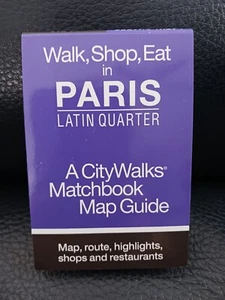 Walk, Shop, Eat
in
PARIS
LATIN QUARTER
A CityWalks®
Matchbook
Map Guide
Map, route, highlights,
shops and restaurants